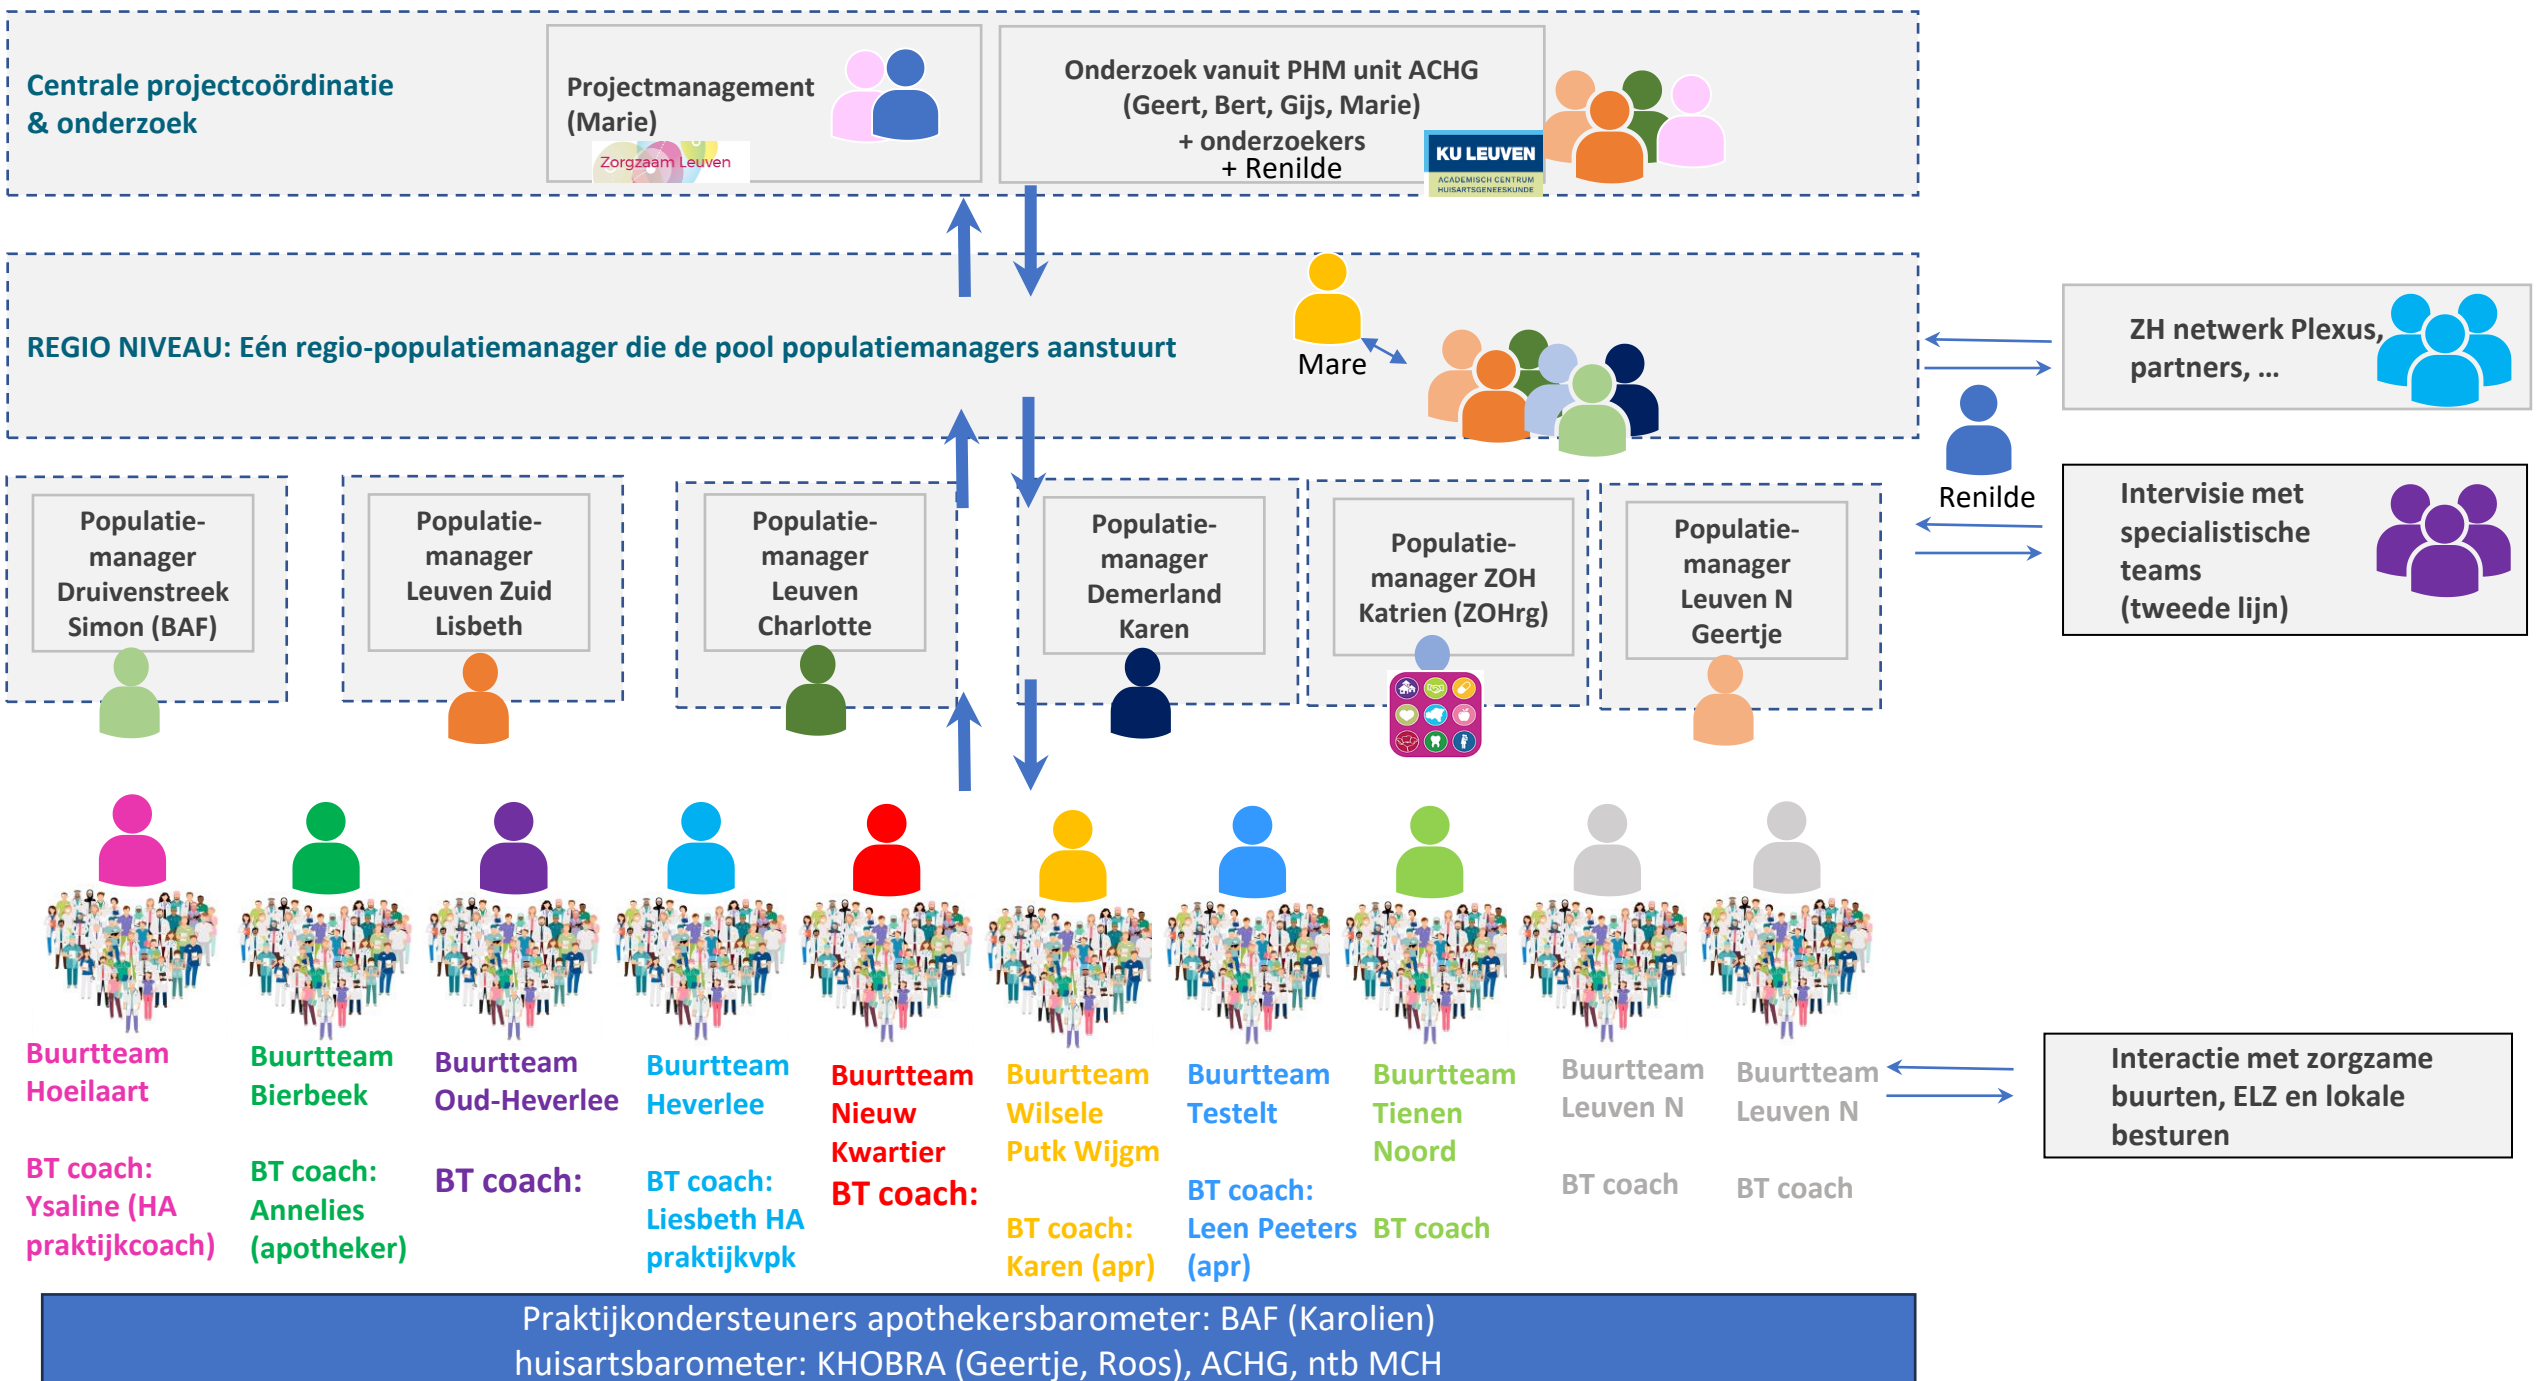 Centrale projectcoördinatie
& onderzoek
Projectmanagement
(Marie)
Zorgzaam Leuven
Onderzoek vanuit PHM unit ACHG
(Geert, Bert, Gijs, Marie)
+ onderzoekers
+ Renilde
KU LEUVEN
ACADEMISCH CENTRUM
HUISARTSGENEESKUNDE
REGIO NIVEAU: Eén regio-populatiemanager die de pool populatiemanagers aanstuurt
Mare
ZH netwerk Plexus,
partners, ...
Renilde
Intervisie met
specialistische
teams
(tweede lijn)
Populatie-
manager
Druivenstreek
Simon (BAF)
Populatie-
manager
Leuven Zuid
Lisbeth
Populatie-
manager
Leuven
Charlotte
Populatie-
manager
Demerland
Karen
Populatie-
manager ZOH
Katrien (ZOHrg)
Populatie-
manager
Leuven N
Geertje
Buurtteam
Hoeilaart
BT coach:
Ysaline (HA
praktijkcoach)
Buurtteam
Bierbeek
BT coach:
Annelies
(apotheker)
Buurtteam
Oud-Heverlee
BT coach:
Buurtteam
Heverlee
BT coach:
Liesbeth HA
praktijkvpk
Buurtteam
Nieuw
Kwartier
BT coach:
Buurtteam
Wilsele
Putk Wijgm
BT coach:
Karen (apr)
Buurtteam
Testelt
BT coach:
Leen Peeters
(apr)
Buurtteam
Tienen
Noord
BT coach
Buurtteam
Leuven N
BT coach
Buurtteam
Leuven N
BT coach
Interactie met zorgzame
buurten, ELZ en lokale
besturen
Praktijkondersteuners apothekersbarometer: BAF (Karolien)
huisartsbarometer: KHOBRA (Geertje, Roos), ACHG, ntb MCH